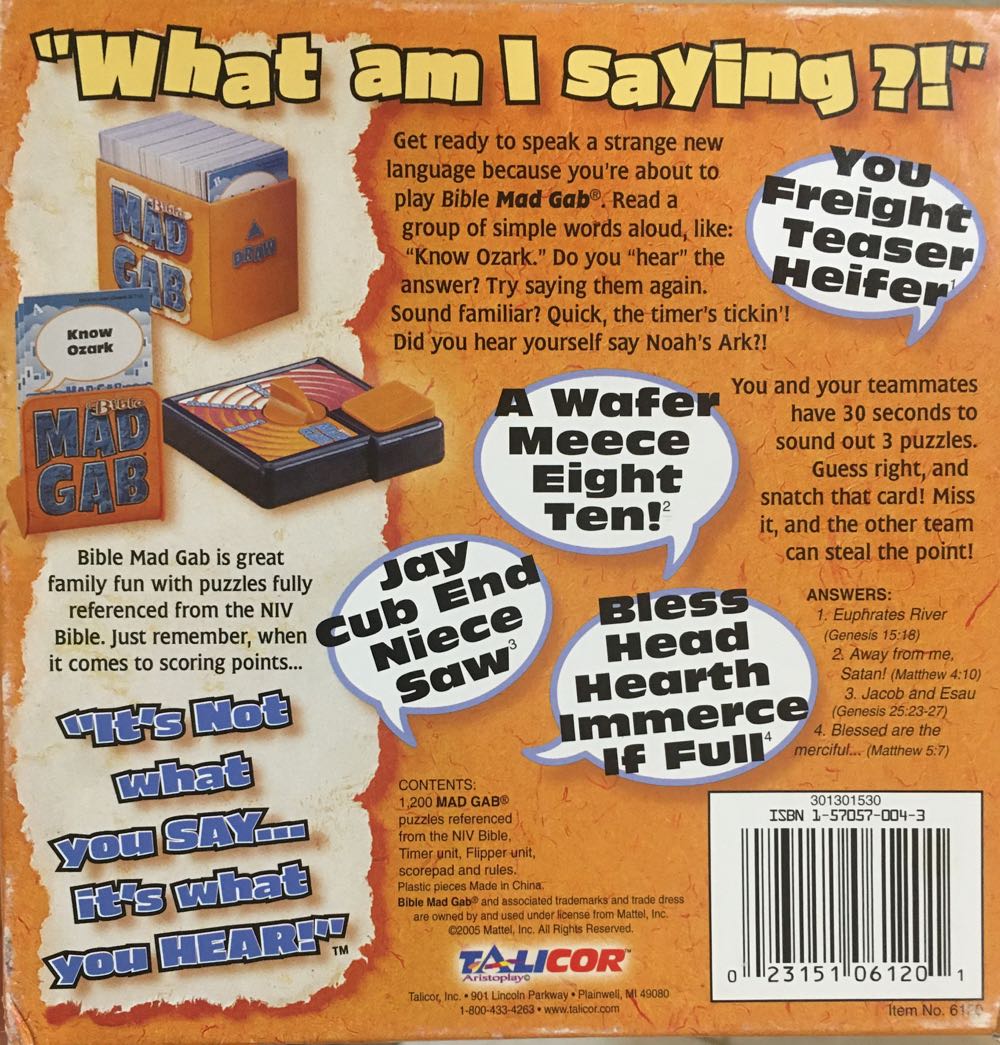 "What am I saying?!"
Get ready to speak a strange new
language because you're about to
play Bible Mad Gab®. Read a
group of simple words aloud, like:
"Know Ozark." Do you "hear" the
answer? Try saying them again.
Sound familiar? Quick, the timer's tickin'!
Did you hear yourself say Noah's Ark?!
You
Freight
Teaser
Heifer1
Bible
MAD
GAB
DRAW
Know
Ozark
Bible
MAD
GAB
A Wafer
Meece
Eight
Ten!2
You and your teammates
have 30 seconds to
sound out 3 puzzles.
Guess right, and
snatch that card! Miss
it, and the other team
can steal the point!
Bible Mad Gab is great
family fun with puzzles fully
referenced from the NIV
Bible. Just remember, when
it comes to scoring points...
Jay
Cub End
Niece
Saw3
Bless
Head
Hearth
Immerce
If Full4
ANSWERS:
1. Euphrates River
(Genesis 15:18)
2. Away from me,
Satan! (Matthew 4:10)
3. Jacob and Esau
(Genesis 25:23-27)
4. Blessed are the
merciful... (Matthew 5:7)
"It's Not
what
you SAY...
it's what
you HEAR!"™
CONTENTS:
1,200 MAD GAB®
puzzles referenced
from the NIV Bible,
Timer unit, Flipper unit,
scorepad and rules.
Plastic pieces Made in China.
Bible Mad Gab® and associated trademarks and trade dress
are owned by and used under license from Mattel, Inc.
©2005 Mattel, Inc. All Rights Reserved.
TALICOR™
Aristoplay®
Talicor, Inc. • 901 Lincoln Parkway • Plainwell, MI 49080
1-800-433-4263 • www.talicor.com
301301530
ISBN 1-57057-004-3
0 23151 06120 1
Item No.